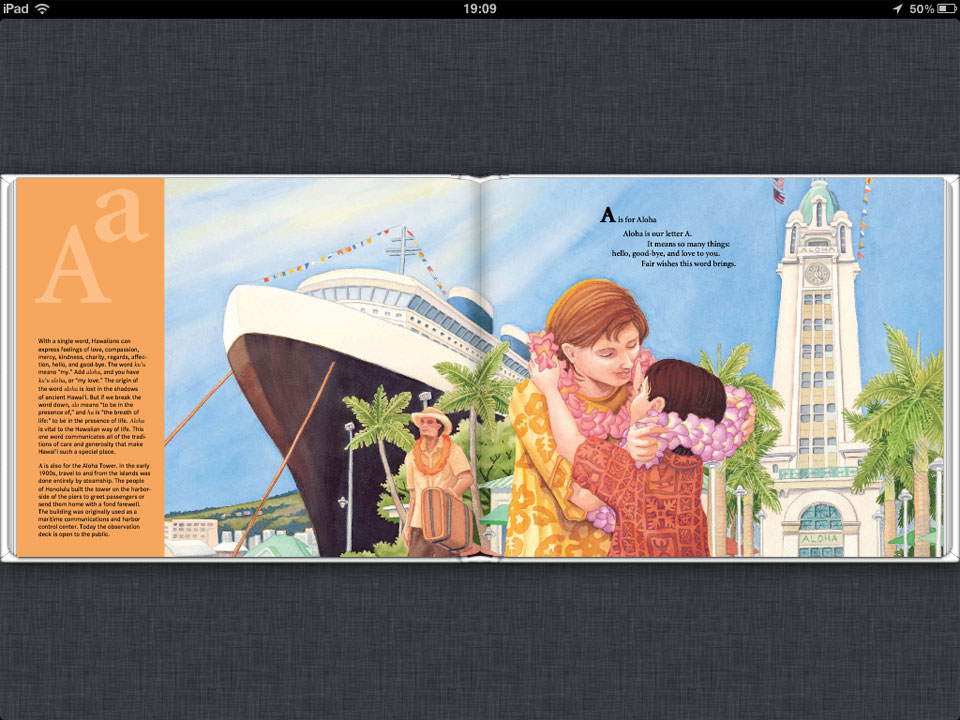 iPad
19:09
50%
Aa
With a single word, Hawaiians can
express feelings of love, compassion,
mercy, kindness, charity, regards, affec-
tion, hello, and good-bye. The word ku'u
means "my." Add aloha, and you have
ku'u aloha, or "my love." The origin of
the word aloha is lost in the shadows
of ancient Hawai'i. But if we break the
word down, alo means "to be in the
presence of," and ha is "the breath of
life:" to be in the presence of life. Aloha
is vital to the Hawaiian way of life. This
one word communicates all of the tradi-
tions of care and generosity that make
Hawai'i such a special place.
A is also for the Aloha Tower. In the early
1900s, travel to and from the islands was
done entirely by steamship. The people
of Honolulu built the tower on the harbor-
side of the piers to greet passengers or
send them home with a fond farewell.
The building was originally used as a
maritime communications and harbor
control center. Today the observation
deck is open to the public.
A is for Aloha
Aloha is our letter A.
It means so many things:
hello, good-bye, and love to you.
Fair wishes this word brings.
ALOHA
ALOHA